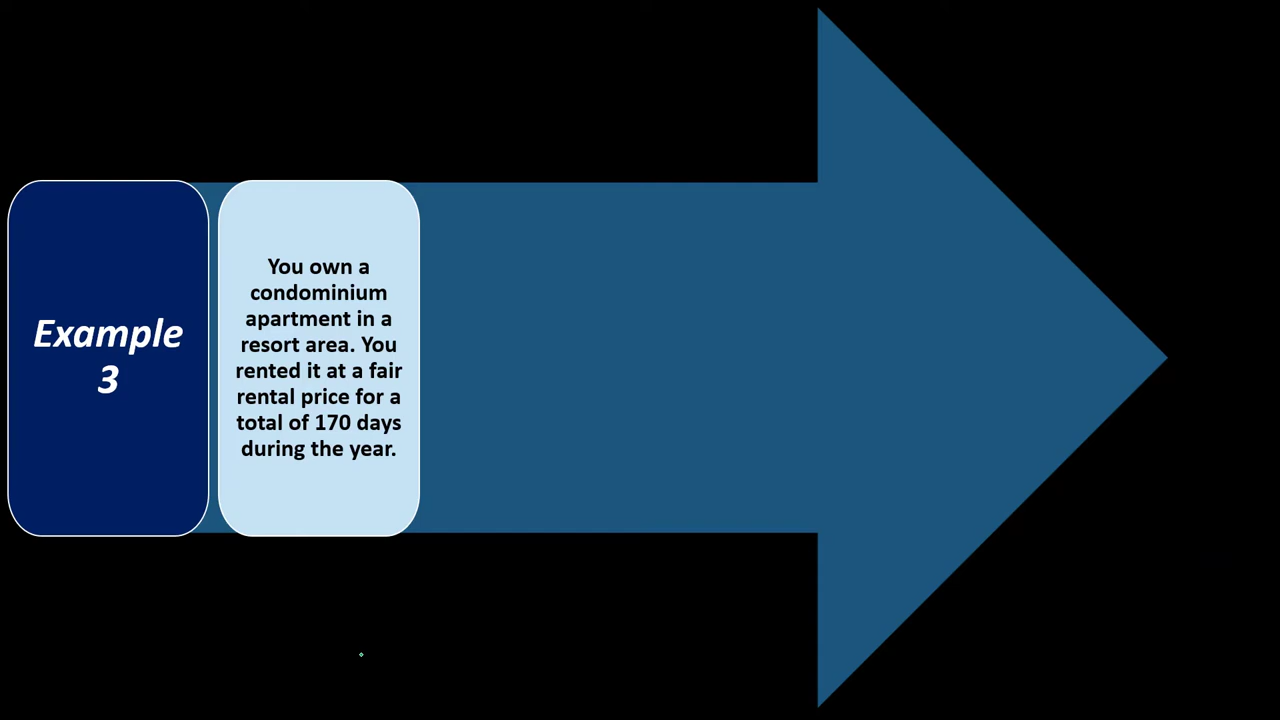 Example
3
You own a
condominium
apartment in a
resort area. You
rented it at a fair
rental price for a
total of 170 days
during the year.